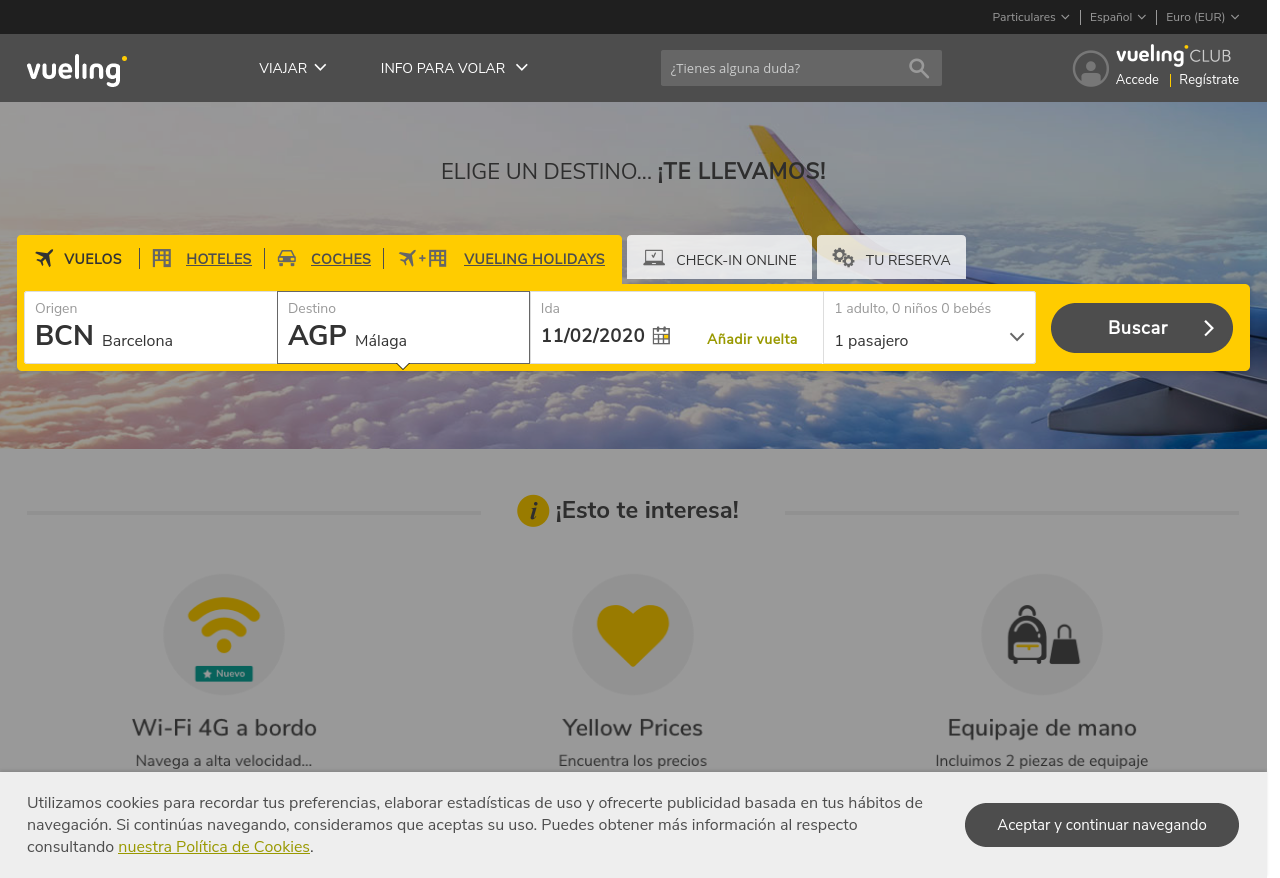 Particulares Español Euro (EUR)
vueling VIAJAR INFO PARA VOLAR ¿Tienes alguna duda? vueling CLUB
Accede Regístrate
ELIGE UN DESTINO... ¡TE LLEVAMOS!
VUELOS HOTELES COCHES + VUELING HOLIDAYS CHECK-IN ONLINE TU RESERVA
Origen Destino Ida 1 adulto, 0 niños 0 bebés
BCN Barcelona AGP Málaga 11/02/2020 Añadir vuelta 1 pasajero Buscar
i ¡Esto te interesa!
Nuevo
Wi-Fi 4G a bordo Yellow Prices Equipaje de mano
Navega a alta velocidad... Encuentra los precios Incluimos 2 piezas de equipaje
Utilizamos cookies para recordar tus preferencias, elaborar estadísticas de uso y ofrecerte publicidad basada en tus hábitos de
navegación. Si continúas navegando, consideramos que aceptas su uso. Puedes obtener más información al respecto
consultando nuestra Política de Cookies.
Aceptar y continuar navegando